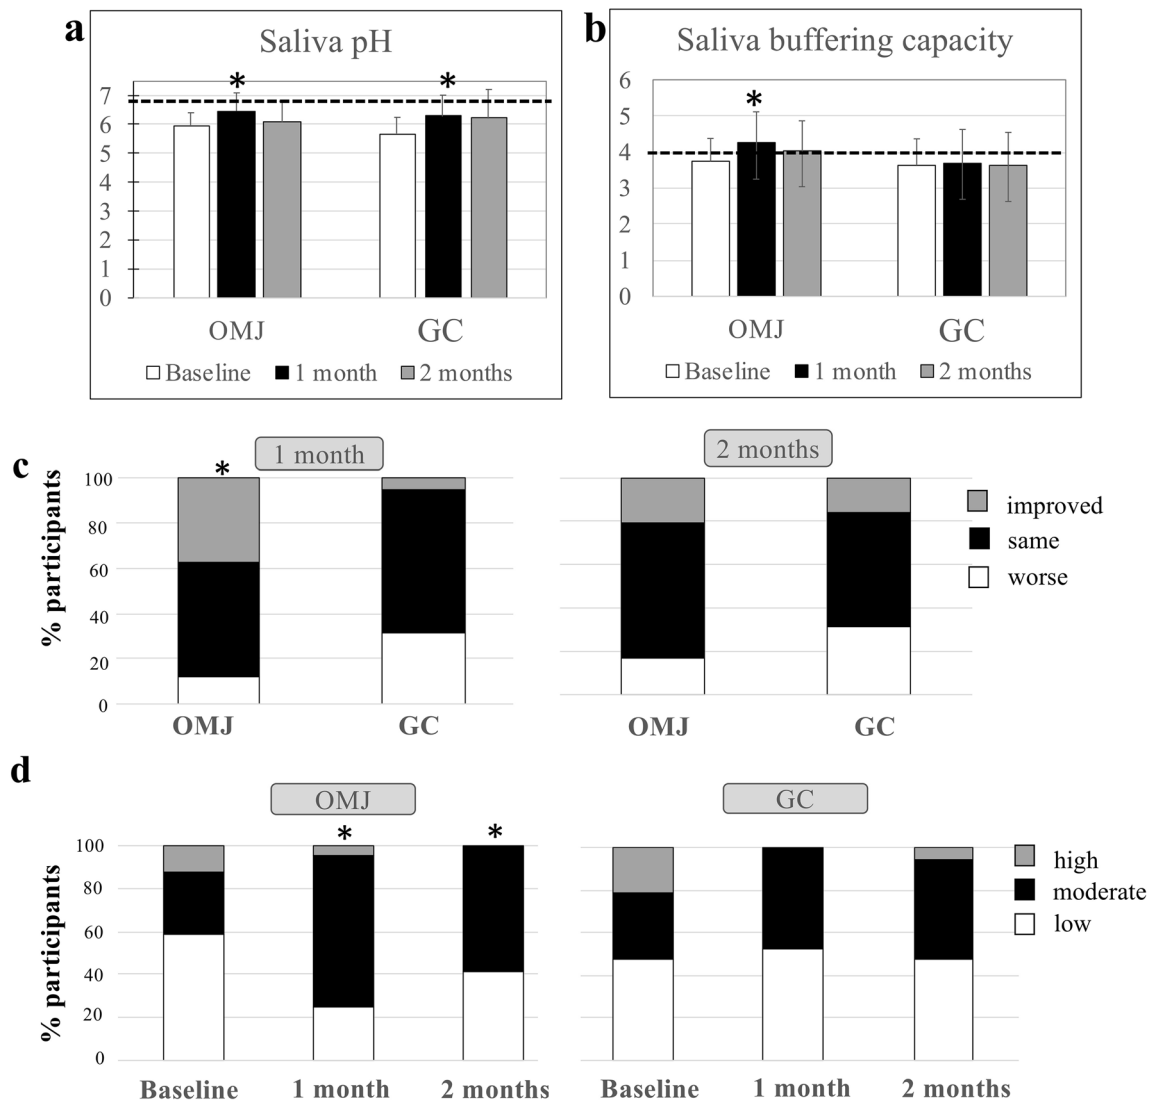 a
Saliva pH
*
*
7
6
5
4
3
2
1
0
OMJ
GC
Baseline
1 month
2 months
b
Saliva buffering capacity
*
6
5
4
3
2
1
0
OMJ
GC
Baseline
1 month
2 months
c
1 month
2 months
*
% participants
100
80
60
40
20
0
OMJ
GC
OMJ
GC
improved
same
worse
d
OMJ
GC
*
*
% participants
100
80
60
40
20
0
Baseline
1 month
2 months
Baseline
1 month
2 months
high
moderate
low